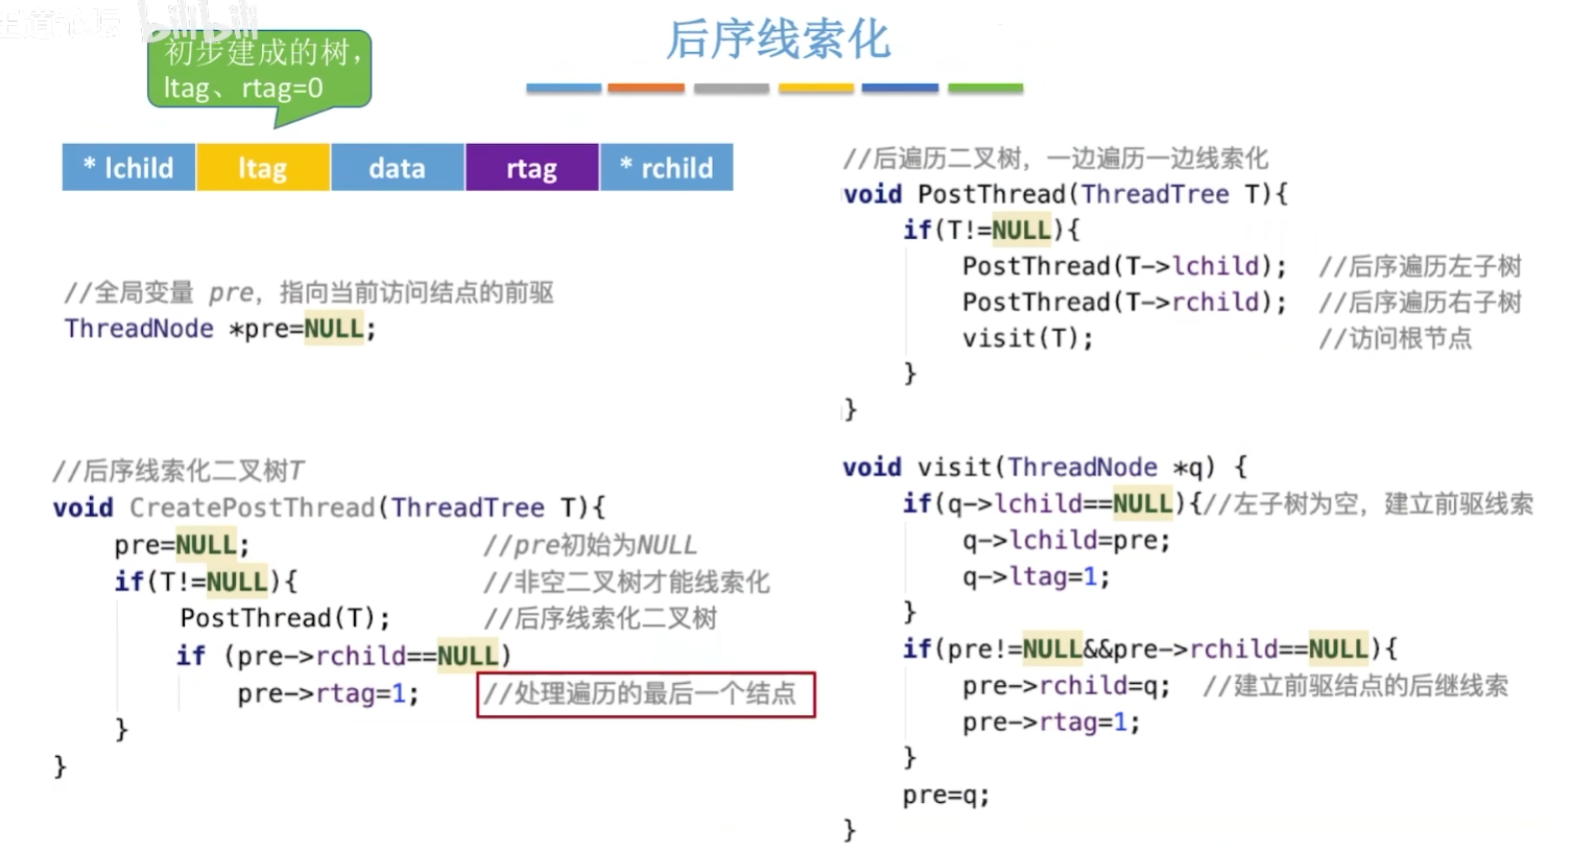 bilibili
后序线索化
初步建成的树，
ltag、rtag=0
* lchild ltag data rtag * rchild
//全局变量 pre，指向当前访问结点的前驱
ThreadNode *pre=NULL;
//后序线索化二叉树T
void CreatePostThread(ThreadTree T){
pre=NULL; //pre初始为NULL
if(T!=NULL){ //非空二叉树才能线索化
PostThread(T); //后序线索化二叉树
if (pre->rchild==NULL)
pre->rtag=1; //处理遍历的最后一个结点
}
}
//后遍历二叉树，一边遍历一边线索化
void PostThread(ThreadTree T){
if(T!=NULL){
PostThread(T->lchild); //后序遍历左子树
PostThread(T->rchild); //后序遍历右子树
visit(T); //访问根节点
}
}
void visit(ThreadNode *q) {
if(q->lchild==NULL){//左子树为空，建立前驱线索
q->lchild=pre;
q->ltag=1;
}
if(pre!=NULL&&pre->rchild==NULL){
pre->rchild=q; //建立前驱结点的后继线索
pre->rtag=1;
}
pre=q;
}